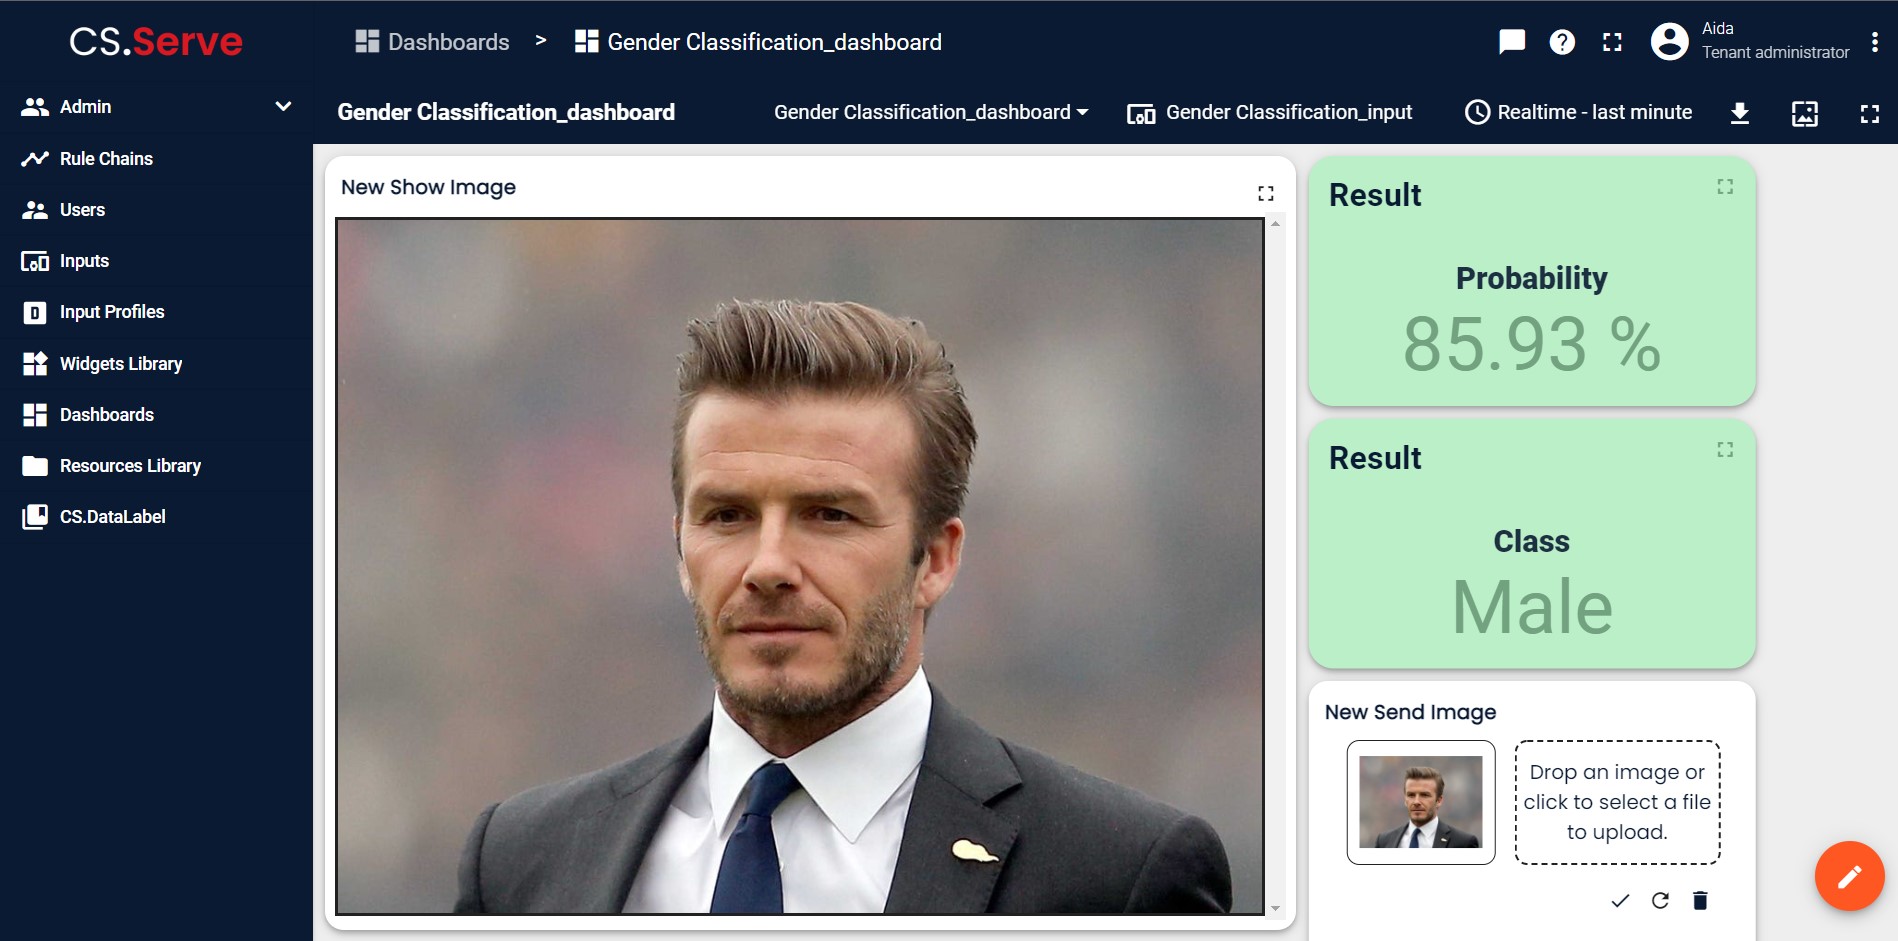 CS.Serve
Dashboards > Gender Classification_dashboard
Aida
Tenant administrator
Admin
Rule Chains
Users
Inputs
Input Profiles
Widgets Library
Dashboards
Resources Library
CS.DataLabel
Gender Classification_dashboard
Gender Classification_dashboard
Gender Classification_input
Realtime - last minute
New Show Image
Result
Probability
85.93 %
Result
Class
Male
New Send Image
Drop an image or
click to select a file
to upload.